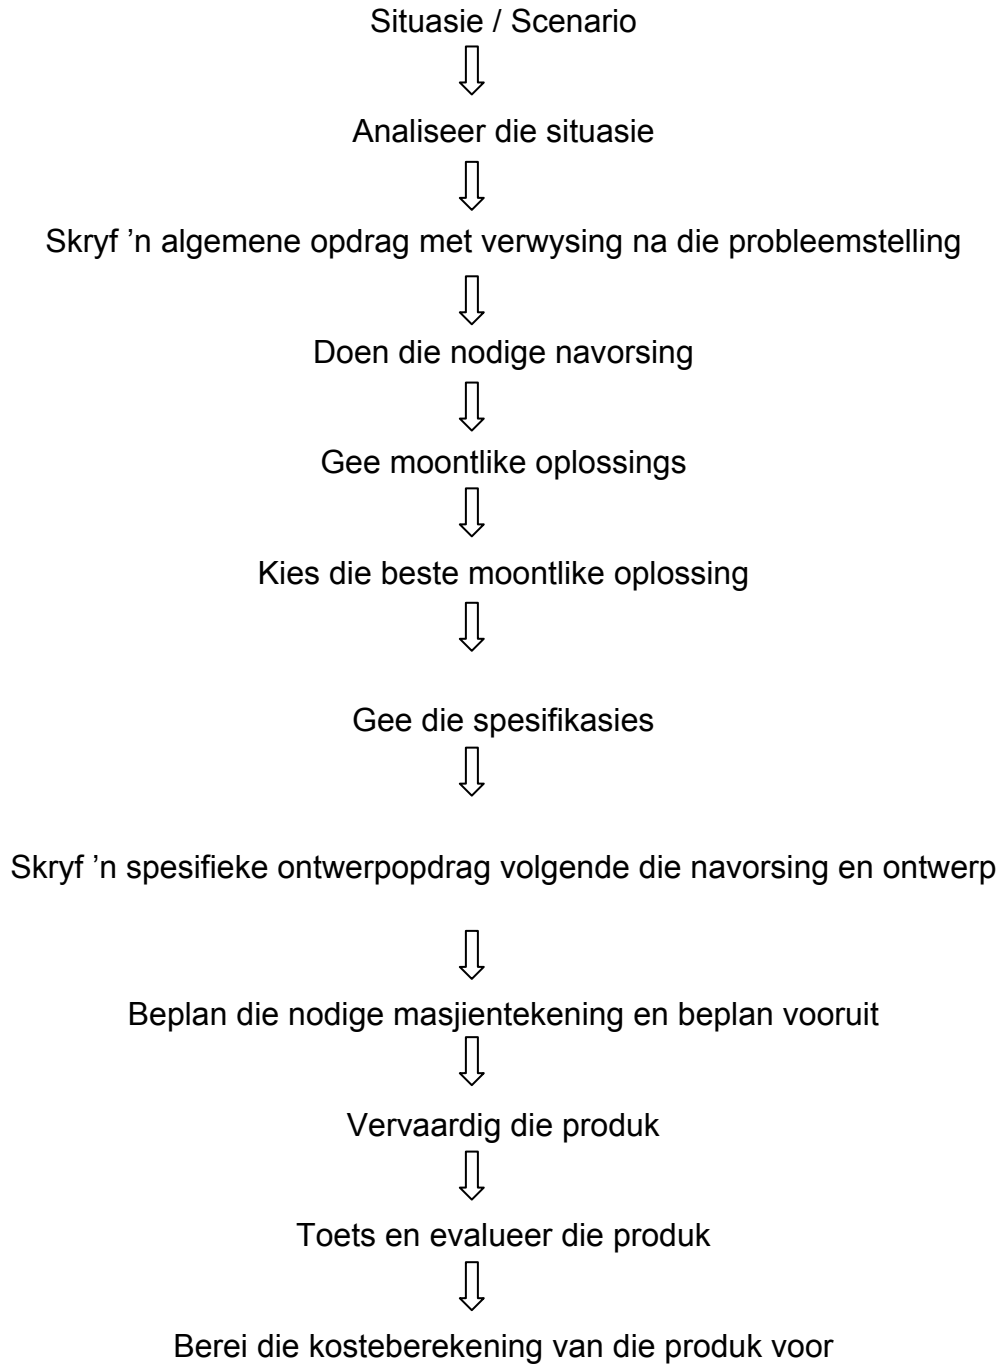 Situasie / Scenario
Analiseer die situasie
Skryf ’n algemene opdrag met verwysing na die probleemstelling
Doen die nodige navorsing
Gee moontlike oplossings
Kies die beste moontlike oplossing
Gee die spesifikasies
Skryf ’n spesifieke ontwerpopdrag volgende die navorsing en ontwerp
Beplan die nodige masjientekening en beplan vooruit
Vervaardig die produk
Toets en evalueer die produk
Berei die kosteberekening van die produk voor